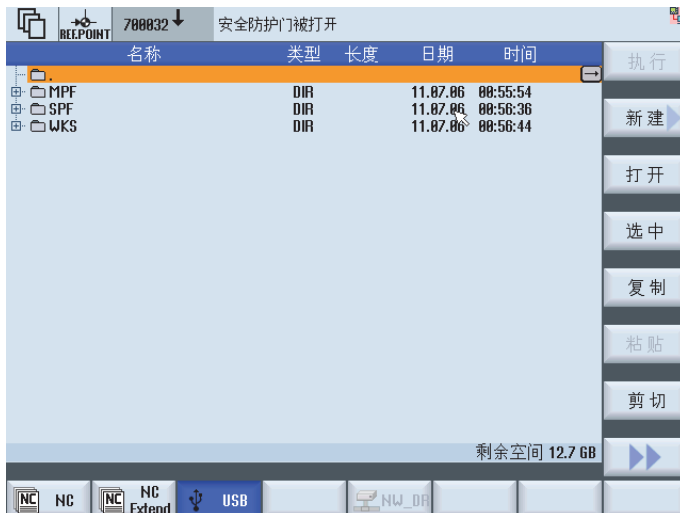 REF.POINT 700032 安全防护门被打开
名称 类型 长度 日期 时间
.
MPF DIR 11.07.06 00:55:54
SPF DIR 11.07.06 00:56:36
WKS DIR 11.07.06 00:56:44
剩余空间 12.7 GB
执行
新建
打开
选中
复制
粘贴
剪切
NC NC
NC NC Extend
USB
NW_DR